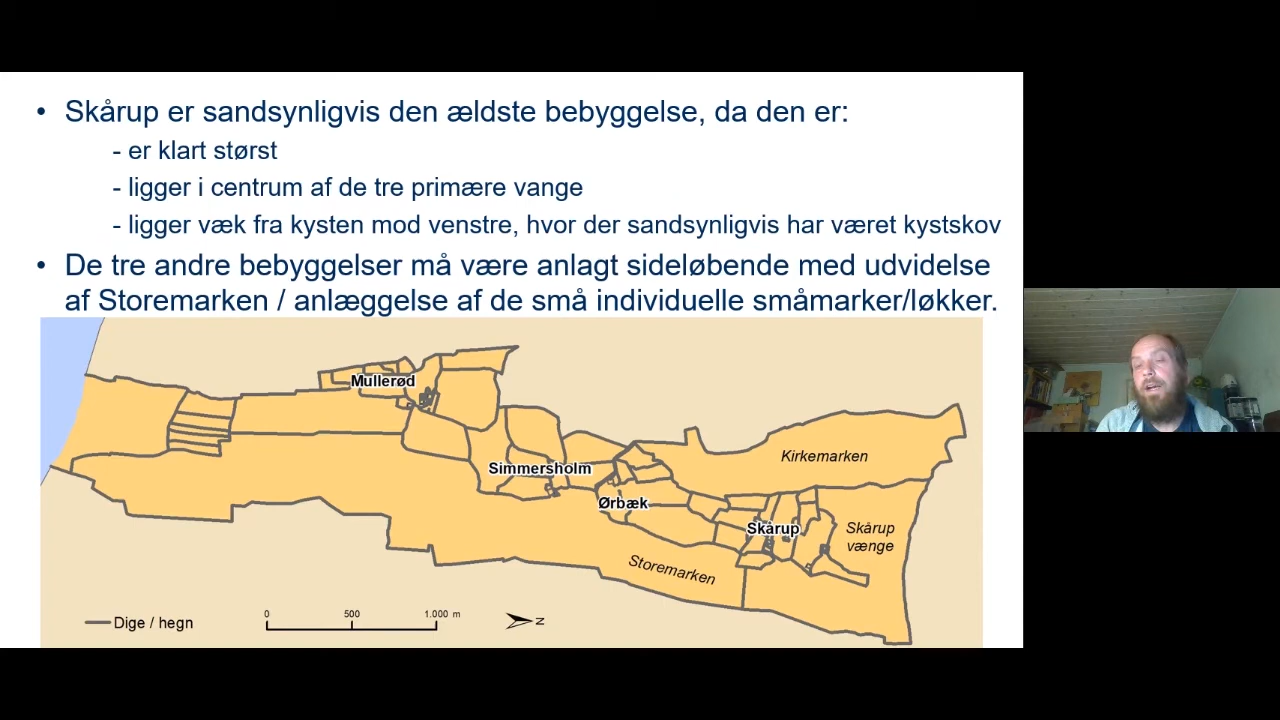 • Skårup er sandsynligvis den ældste bebyggelse, da den er:
- er klart størst
- ligger i centrum af de tre primære vange
- ligger væk fra kysten mod venstre, hvor der sandsynligvis har været kystskov
• De tre andre bebyggelser må være anlagt sideløbende med udvidelse
af Storemarken / anlæggelse af de små individuelle småmarker/løkker.
Mullerød
Kirkemarken
Simmersholm
Ørbæk
Skårup
Skårup
vænge
Storemarken
Dige / hegn
0 500 1.000 m
N